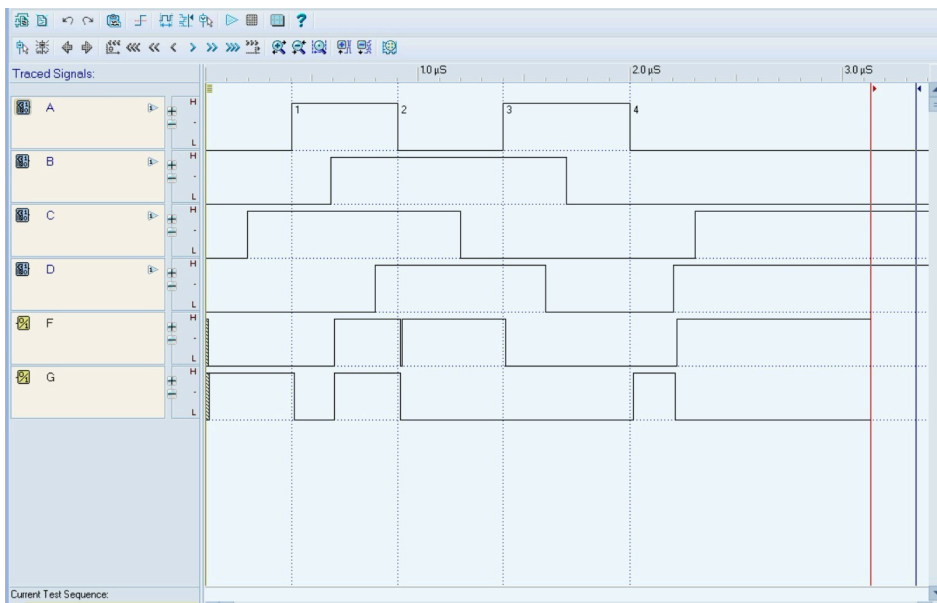 ?
Traced Signals:
1.0 µS 2.0 µS 3.0 µS
A H - L
1 2 3 4
B H - L
C H - L
D H - L
F H - L
G H - L
Current Test Sequence: